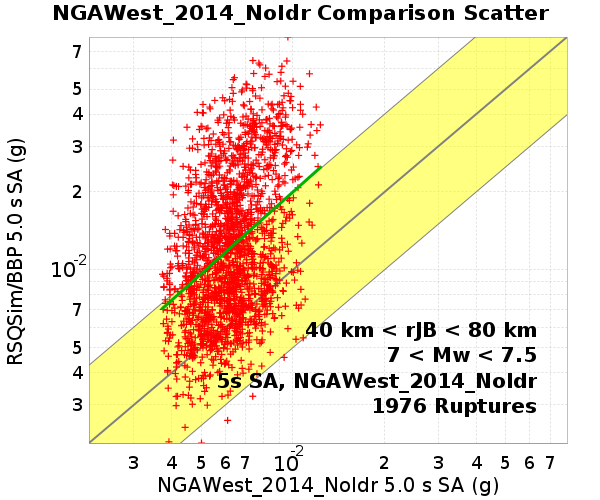 NGAWest_2014_NoIdr Comparison Scatter
RSQSim/BBP 5.0 s SA (g)
7
5
4
3
2
10-2
7
5
4
3
40 km < rJB < 80 km
7 < Mw < 7.5
5s SA, NGAWest_2014_NoIdr
1976 Ruptures
3 4 5 6 7 10-2 2 3 4 5 6 7
NGAWest_2014_NoIdr 5.0 s SA (g)